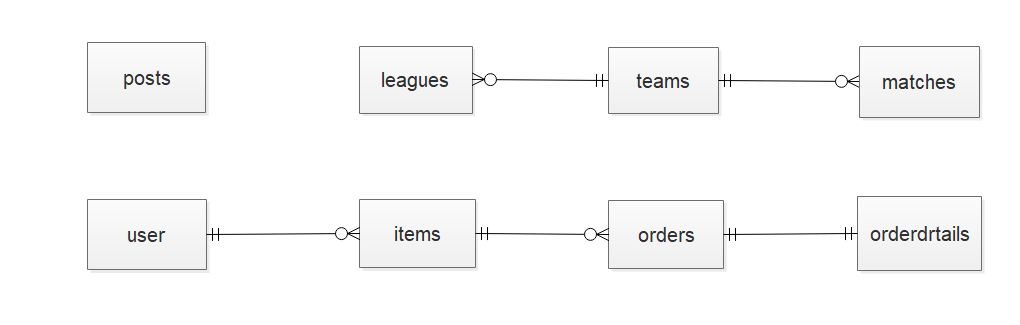 posts
leagues
teams
matches
user
items
orders
orderdrtails